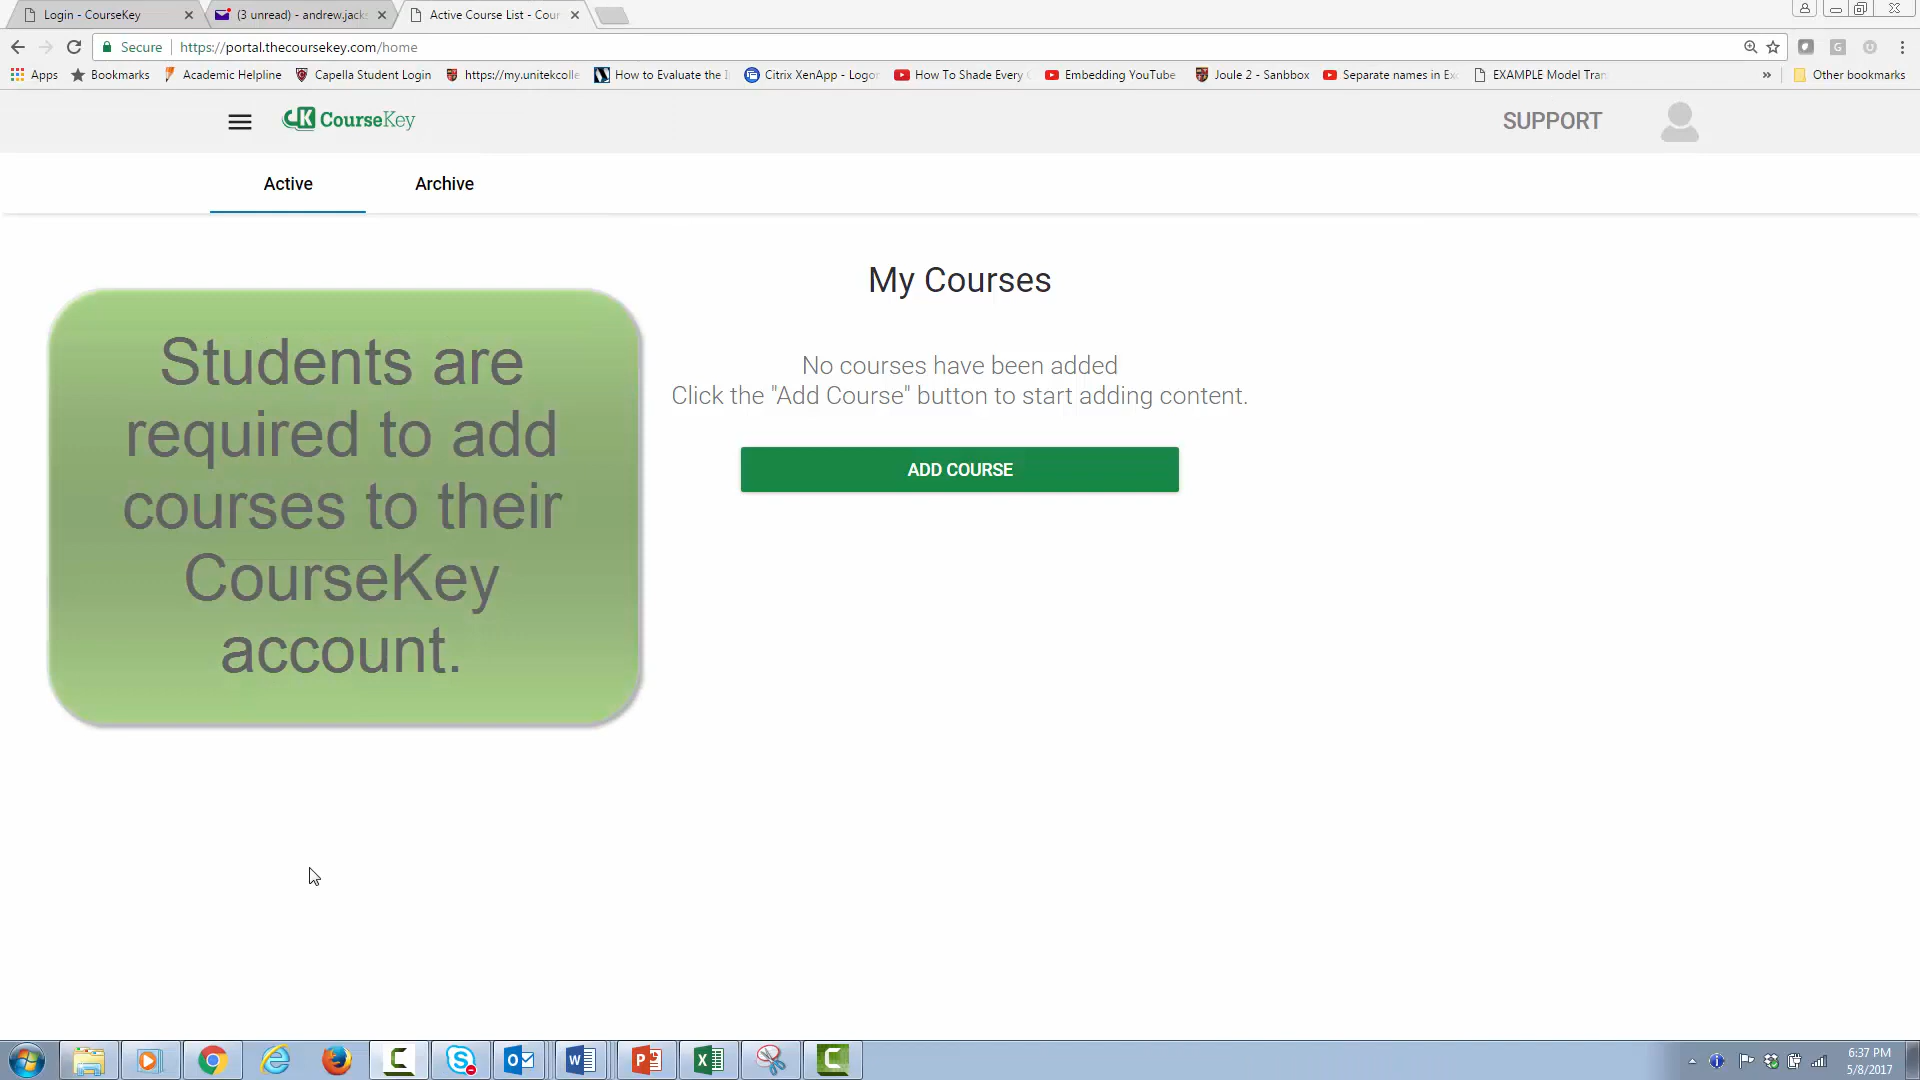 Login - CourseKey
(3 unread) - andrew.jack
Active Course List - Cour
Secure
https://portal.thecoursekey.com/home
Apps
Bookmarks
Academic Helpline
Capella Student Login
https://my.unitekcolle
How to Evaluate the I
Citrix XenApp - Logon
How To Shade Every
Embedding YouTube
Joule 2 - Sanbbox
Separate names in Exc
EXAMPLE Model Tran
»
Other bookmarks
CourseKey
SUPPORT
Active
Archive
My Courses
No courses have been added
Click the "Add Course" button to start adding content.
ADD COURSE
Students are
required to add
courses to their
CourseKey
account.
6:37 PM
5/8/2017